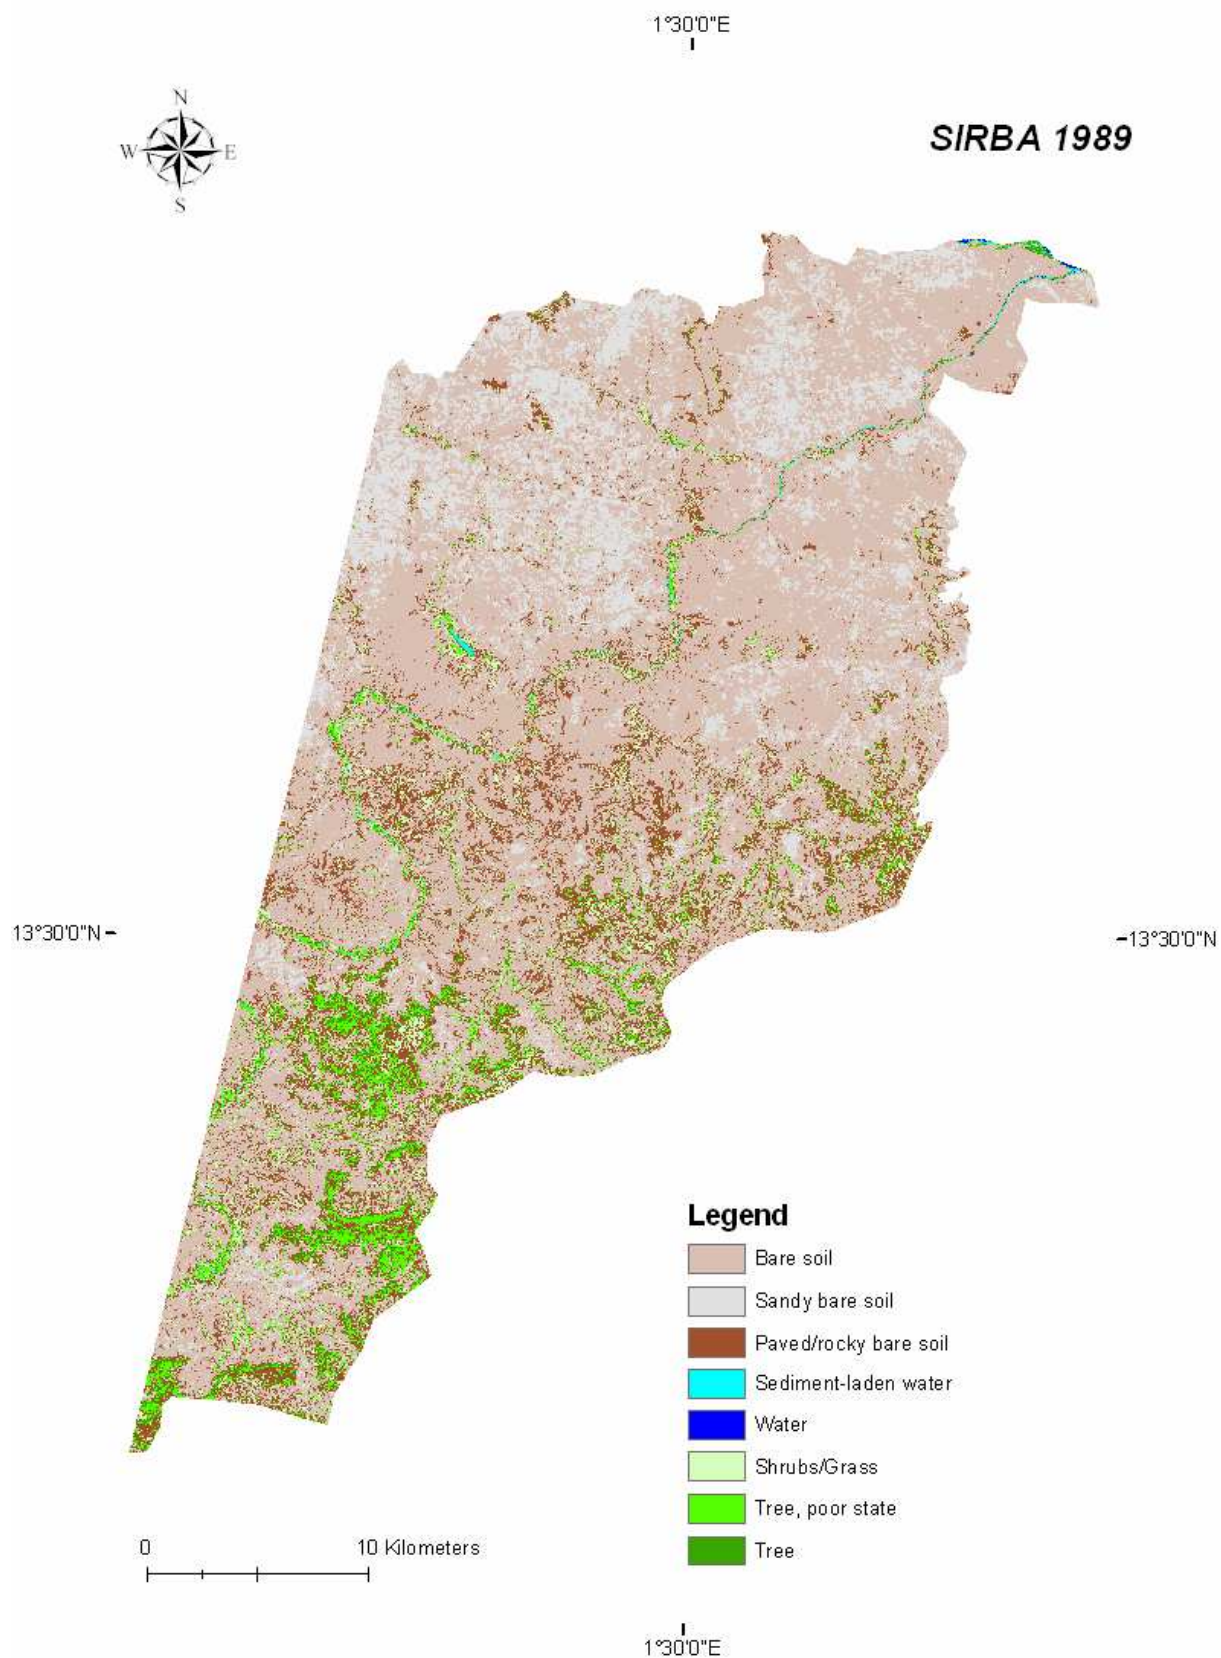 1°30'0"E
N
W E
S
SIRBA 1989
13°30'0"N
13°30'0"N
Legend
Bare soil
Sandy bare soil
Paved/rocky bare soil
Sediment-laden water
Water
Shrubs/Grass
Tree, poor state
Tree
0 10 Kilometers
1°30'0"E